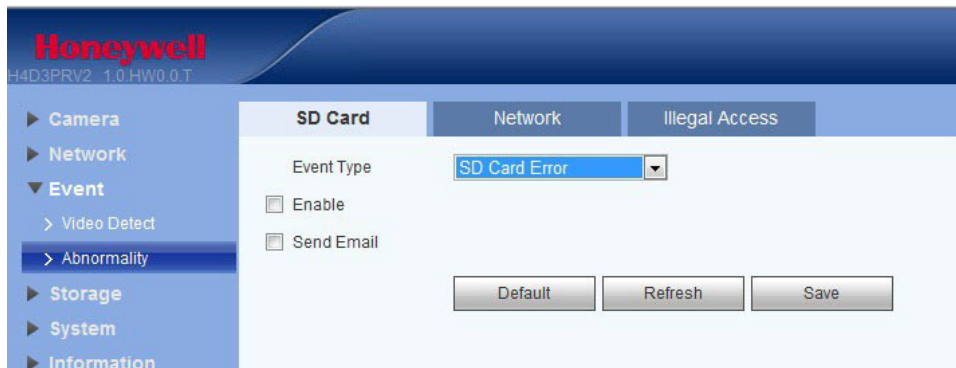 Honeywell
H4D3PRV2 1.0.HW0.0.T
Camera
Network
Event
Video Detect
Abnormality
Storage
System
Information
SD Card Network Illegal Access
Event Type SD Card Error
Enable
Send Email
Default Refresh Save